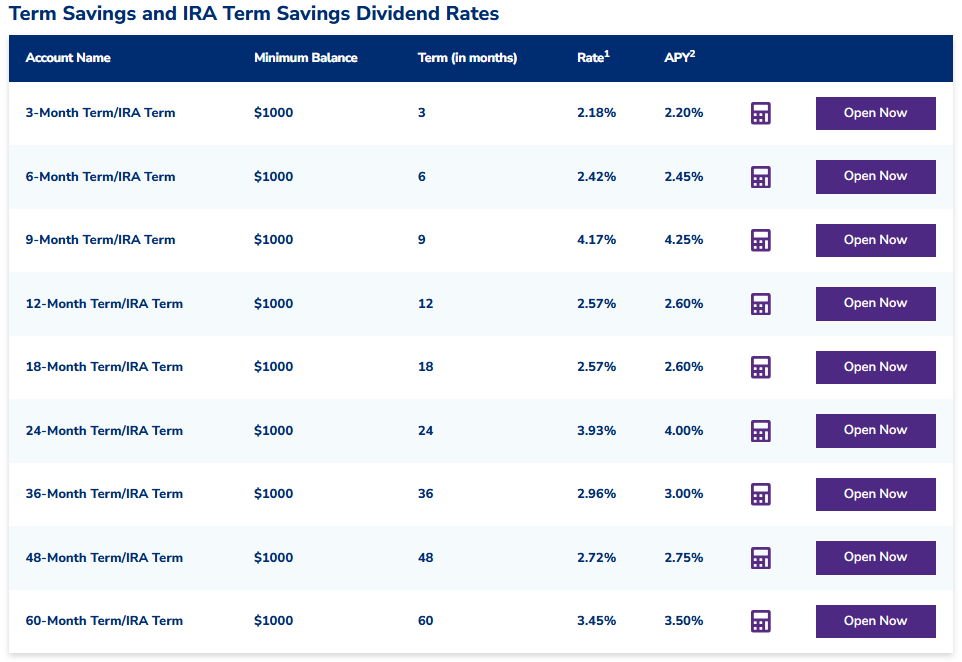 Term Savings and IRA Term Savings Dividend Rates
Account Name Minimum Balance Term (in months) Rate1 APY2
3-Month Term/IRA Term $1000 3 2.18% 2.20% Open Now
6-Month Term/IRA Term $1000 6 2.42% 2.45% Open Now
9-Month Term/IRA Term $1000 9 4.17% 4.25% Open Now
12-Month Term/IRA Term $1000 12 2.57% 2.60% Open Now
18-Month Term/IRA Term $1000 18 2.57% 2.60% Open Now
24-Month Term/IRA Term $1000 24 3.93% 4.00% Open Now
36-Month Term/IRA Term $1000 36 2.96% 3.00% Open Now
48-Month Term/IRA Term $1000 48 2.72% 2.75% Open Now
60-Month Term/IRA Term $1000 60 3.45% 3.50% Open Now